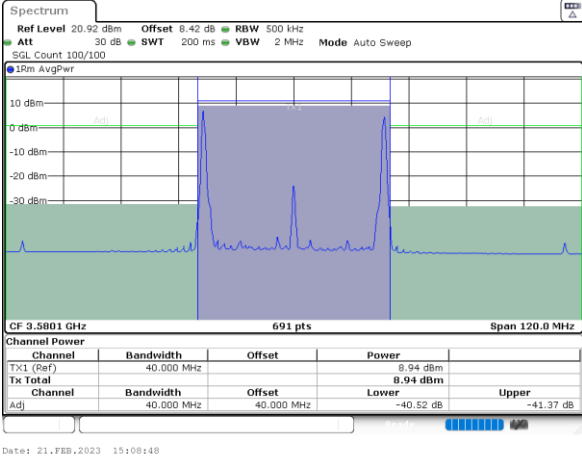 Spectrum
Ref Level 20.92 dBm Offset 8.42 dB RBW 500 kHz
Att 30 dB SWT 200 ms VBW 2 MHz Mode Auto Sweep
SGL Count 100/100
1Rm AvgPwr
10 dBm
TX1
Adj Adj
0 dBm
-10 dBm
-20 dBm
-30 dBm
CF 3.5801 GHz 691 pts Span 120.0 MHz
Channel Power
Channel Bandwidth Offset Power
TX1 (Ref) 40.000 MHz 8.94 dBm
Tx Total 8.94 dBm
Channel Bandwidth Offset Lower Upper
Adj 40.000 MHz 40.000 MHz -40.52 dB -41.37 dB
Ready
Date: 21.FEB.2023 15:08:48